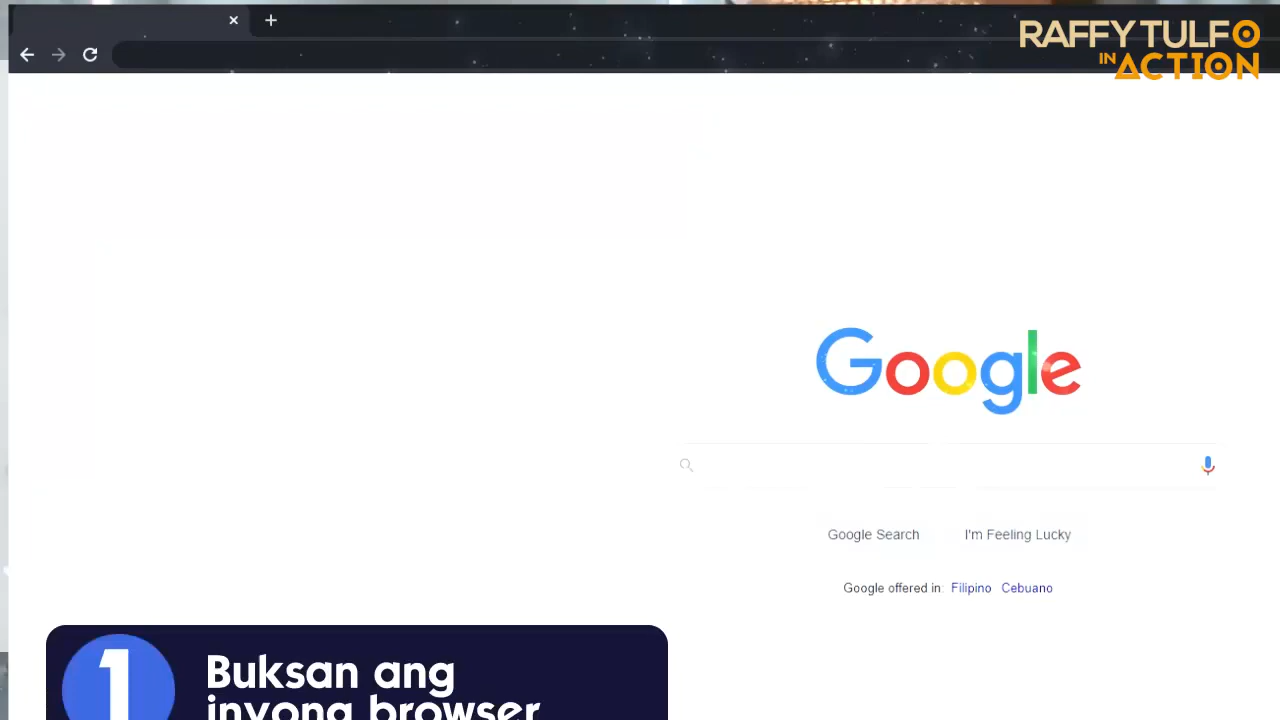 RAFFY TULFO
IN ACTION
Google
Google Search
I'm Feeling Lucky
Google offered in: Filipino Cebuano
1
Buksan ang
inyong browser